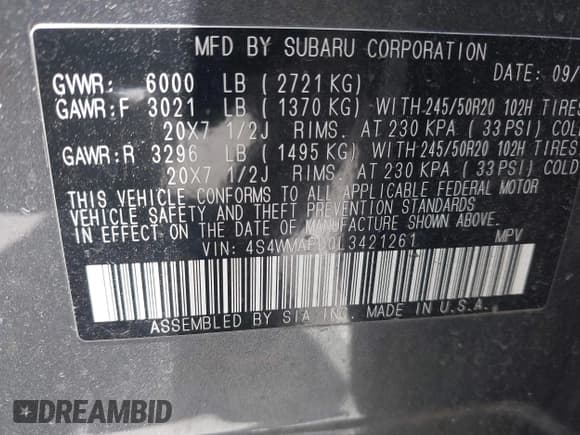 MFD BY SUBARU CORPORATION
DATE: 09/
GVWR: 6000 LB ( 2721 KG)
GAWR:F 3021 LB ( 1370 KG) WITH 245/50R20 102H TIRES
20X7 1/2J RIMS. AT 230 KPA ( 33 PSI) COLD
GAWR:R 3296 LB ( 1495 KG) WITH 245/50R20 102H TIRES
20X7 1/2J RIMS. AT 230 KPA ( 33 PSI) COLD
THIS VEHICLE CONFORMS TO ALL APPLICABLE FEDERAL MOTOR
VEHICLE SAFETY AND THEFT PREVENTION STANDARDS
IN EFFECT ON THE DATE OF MANUFACTURE SHOWN ABOVE.
VIN: MPV
ASSEMBLED BY SIA INC. MADE IN U.S.A.
DREAMBID